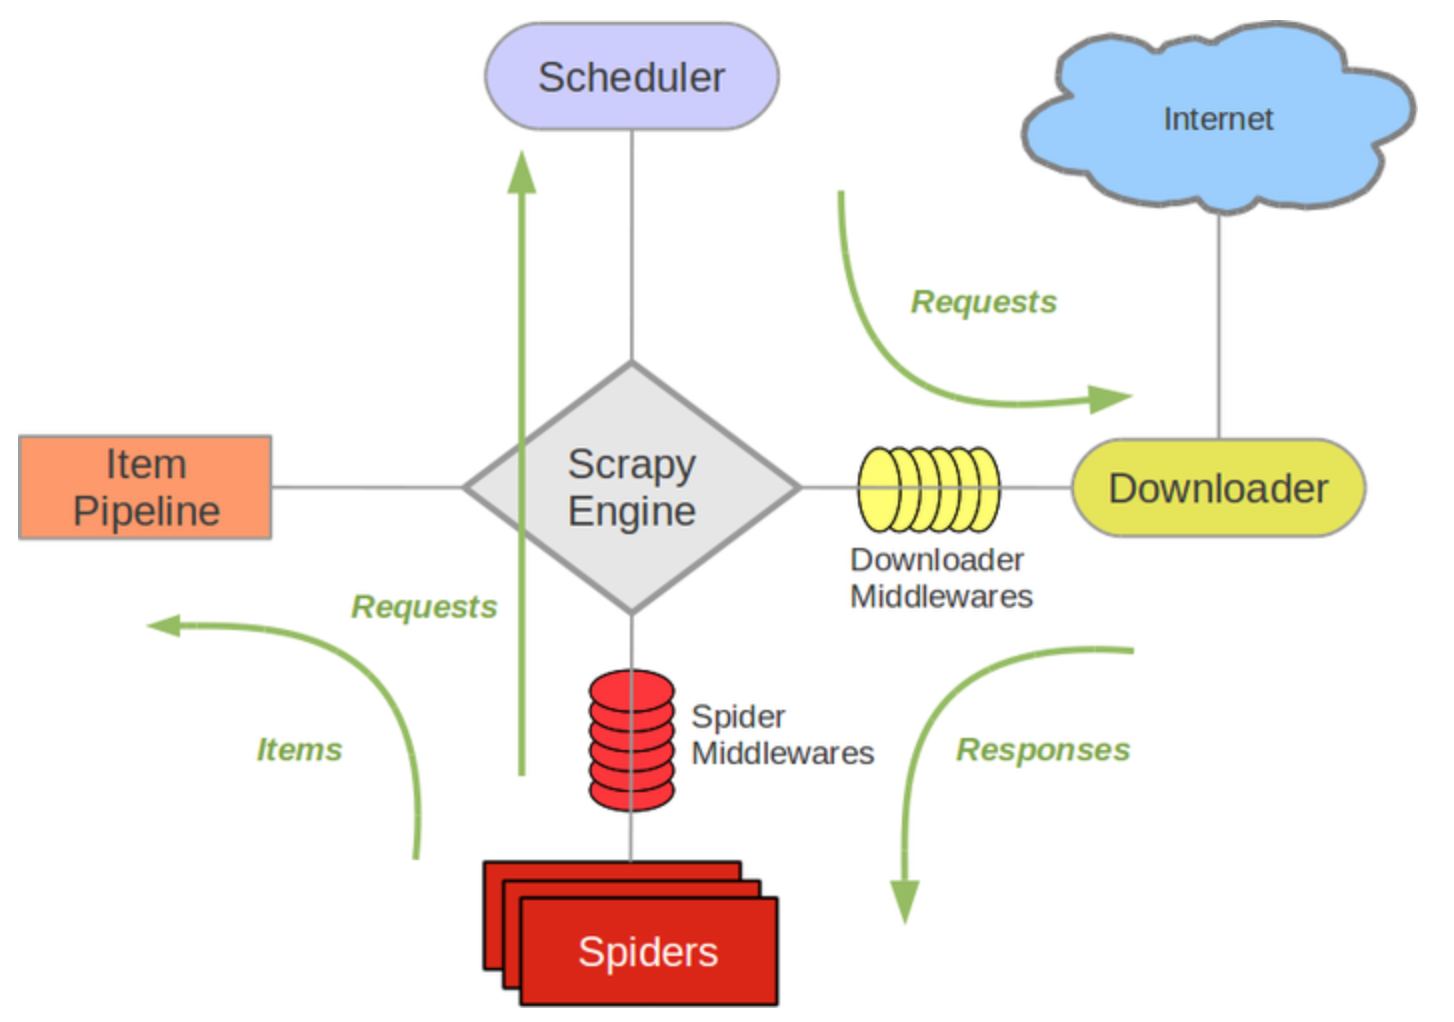 Scheduler
Internet
Requests
Item
Pipeline
Scrapy
Engine
Downloader
Downloader
Middlewares
Requests
Items
Spider
Middlewares
Responses
Spiders